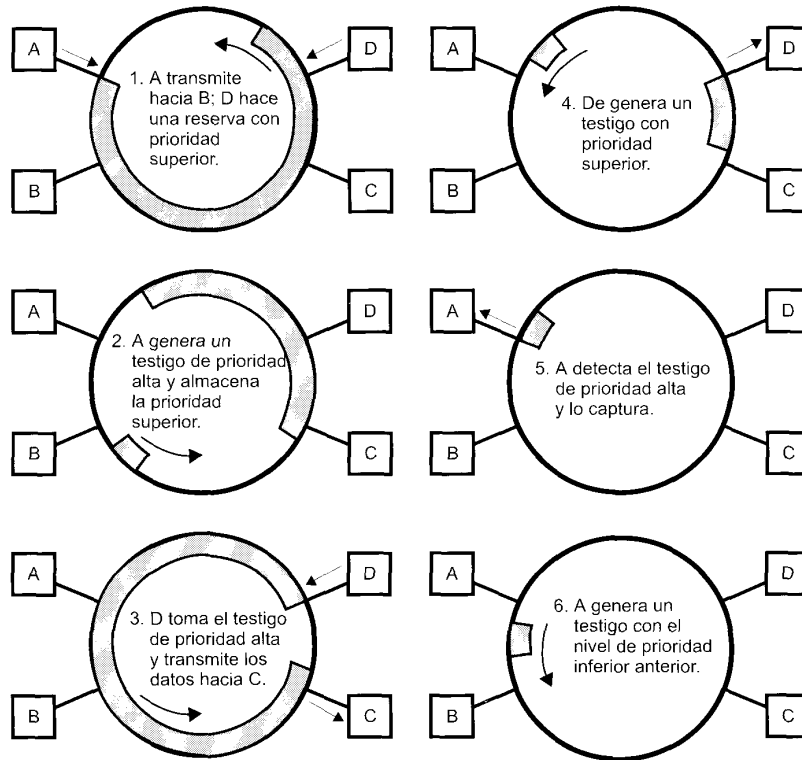 A
D
1. A transmite
hacia B; D hace
una reserva con
prioridad
superior.
B
C
A
D
4. De genera un
testigo con
prioridad
superior.
B
C
A
D
2. A genera un
testigo de prioridad
alta y almacena
la prioridad
superior.
B
C
A
D
5. A detecta el testigo
de prioridad alta
y lo captura.
B
C
A
D
3. D toma el testigo
de prioridad alta
y transmite los
datos hacia C.
B
C
A
D
6. A genera un
testigo con el
nivel de prioridad
inferior anterior.
B
C